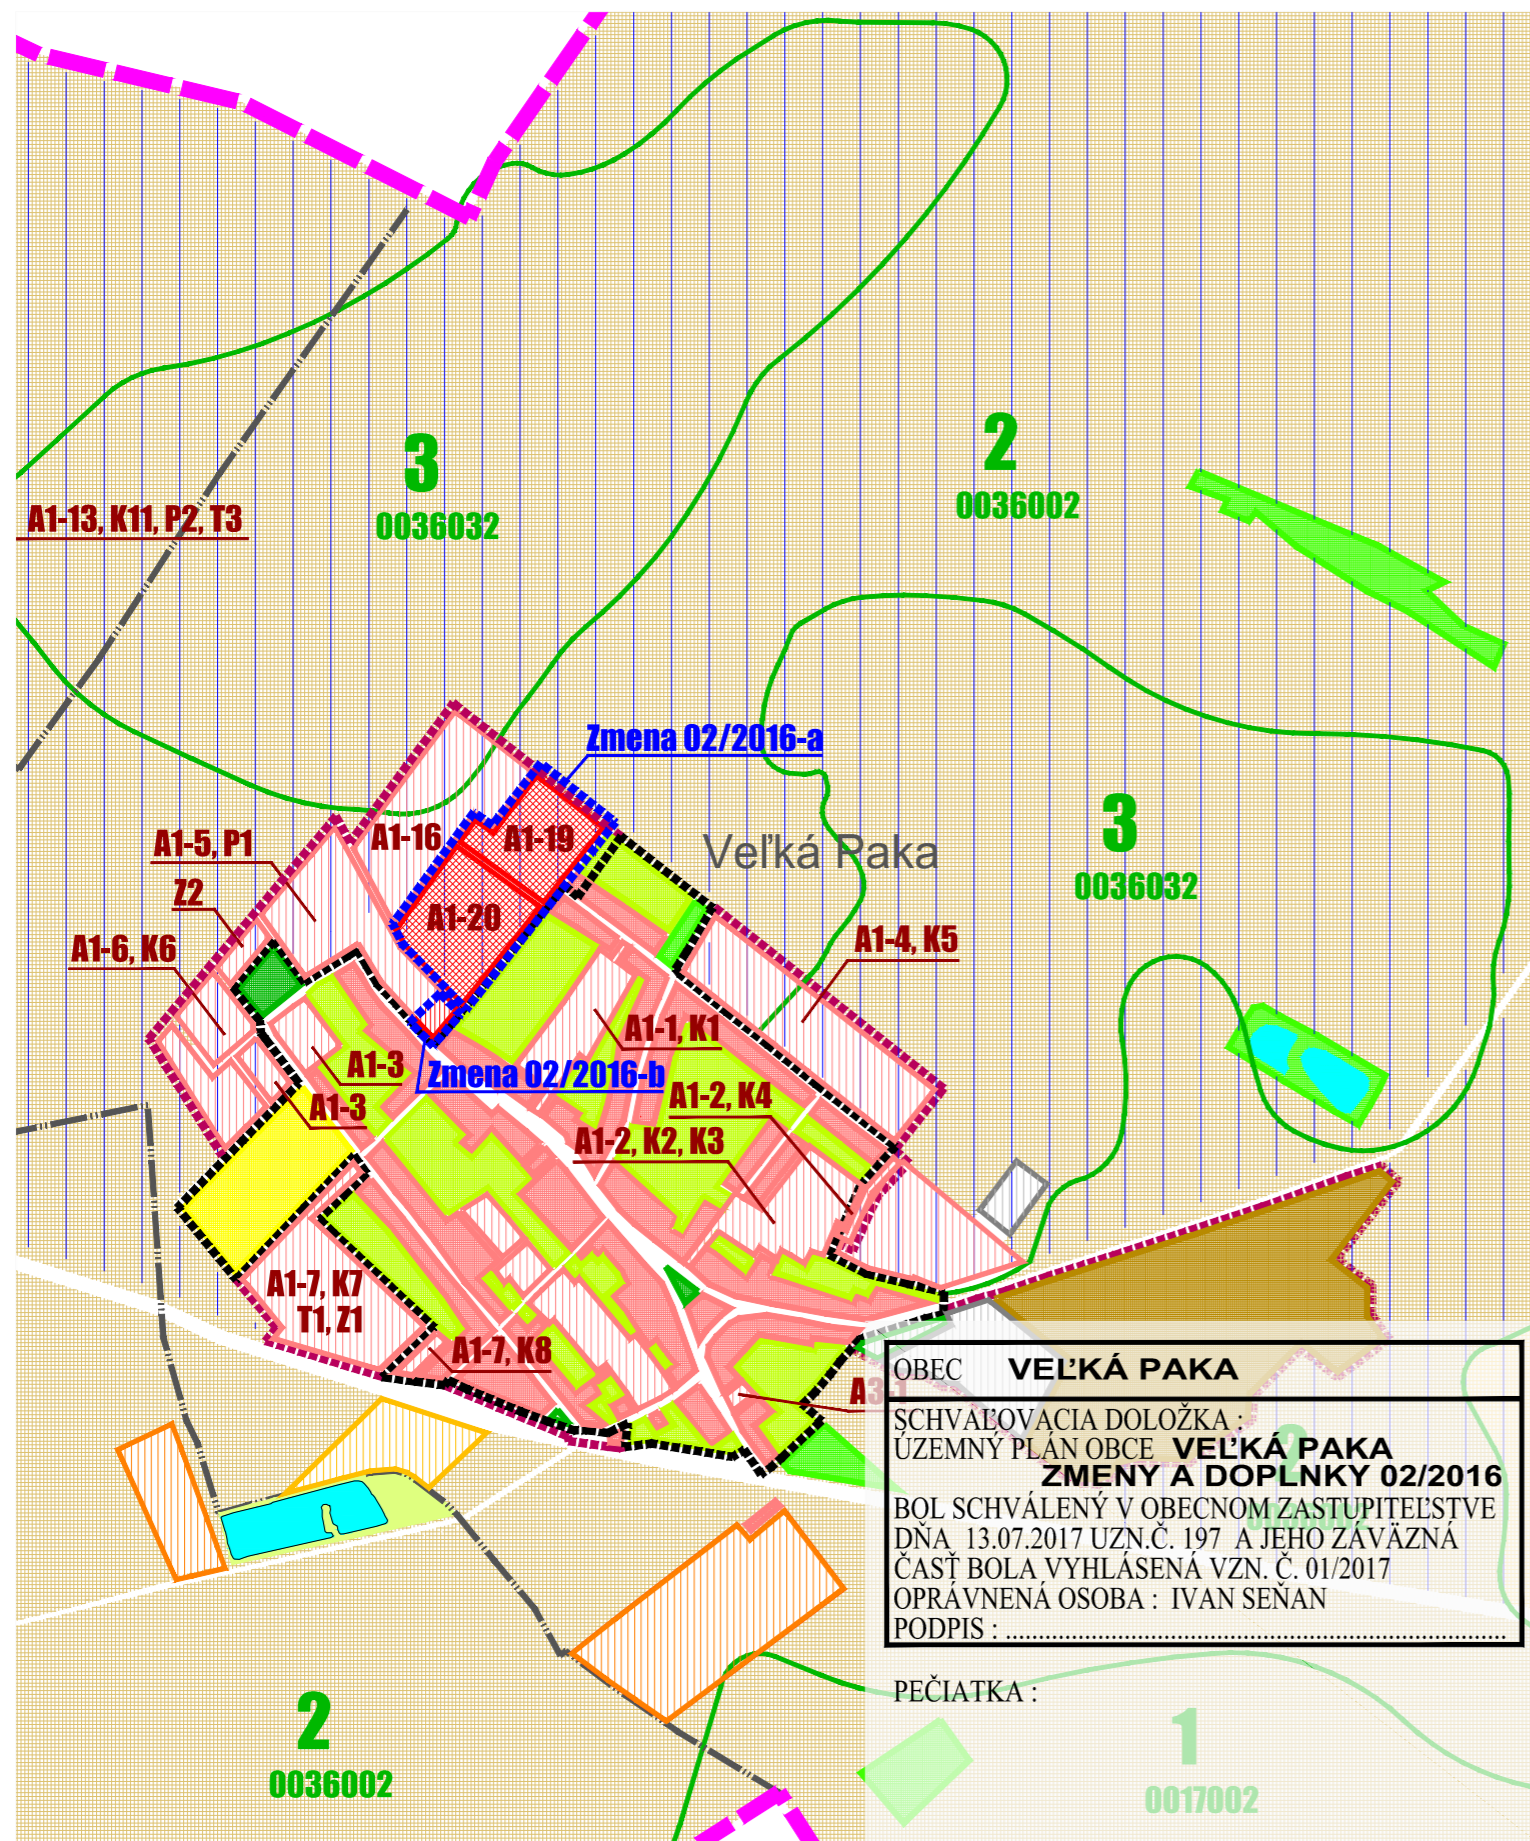 3
0036032
2
0036002
A1-13, K11, P2, T3
Zmena 02/2016-a
A1-16
A1-19
Veľká Paka
3
0036032
A1-5, P1
Z2
A1-20
A1-6, K6
A1-4, K5
A1-1, K1
A1-3
Zmena 02/2016-b
A1-3
A1-2, K4
A1-2, K2, K3
A1-7, K7
T1, Z1
A1-7, K8
A3-1
OBEC VEĽKÁ PAKA
SCHVAĽOVACIA DOLOŽKA :
ÚZEMNÝ PLÁN OBCE VEĽKÁ PAKA
ZMENY A DOPLNKY 02/2016
BOL SCHVÁLENÝ V OBECNOM ZASTUPITEĽSTVE
DŇA 13.07.2017 UZN.Č. 197 A JEHO ZÁVÄZNÁ
ČASŤ BOLA VYHLÁSENÁ VZN. Č. 01/2017
OPRÁVNENÁ OSOBA : IVAN SEŇAN
PODPIS : ...........................................................................
PEČIATKA :
2
0036002
2
0036002
1
0017002